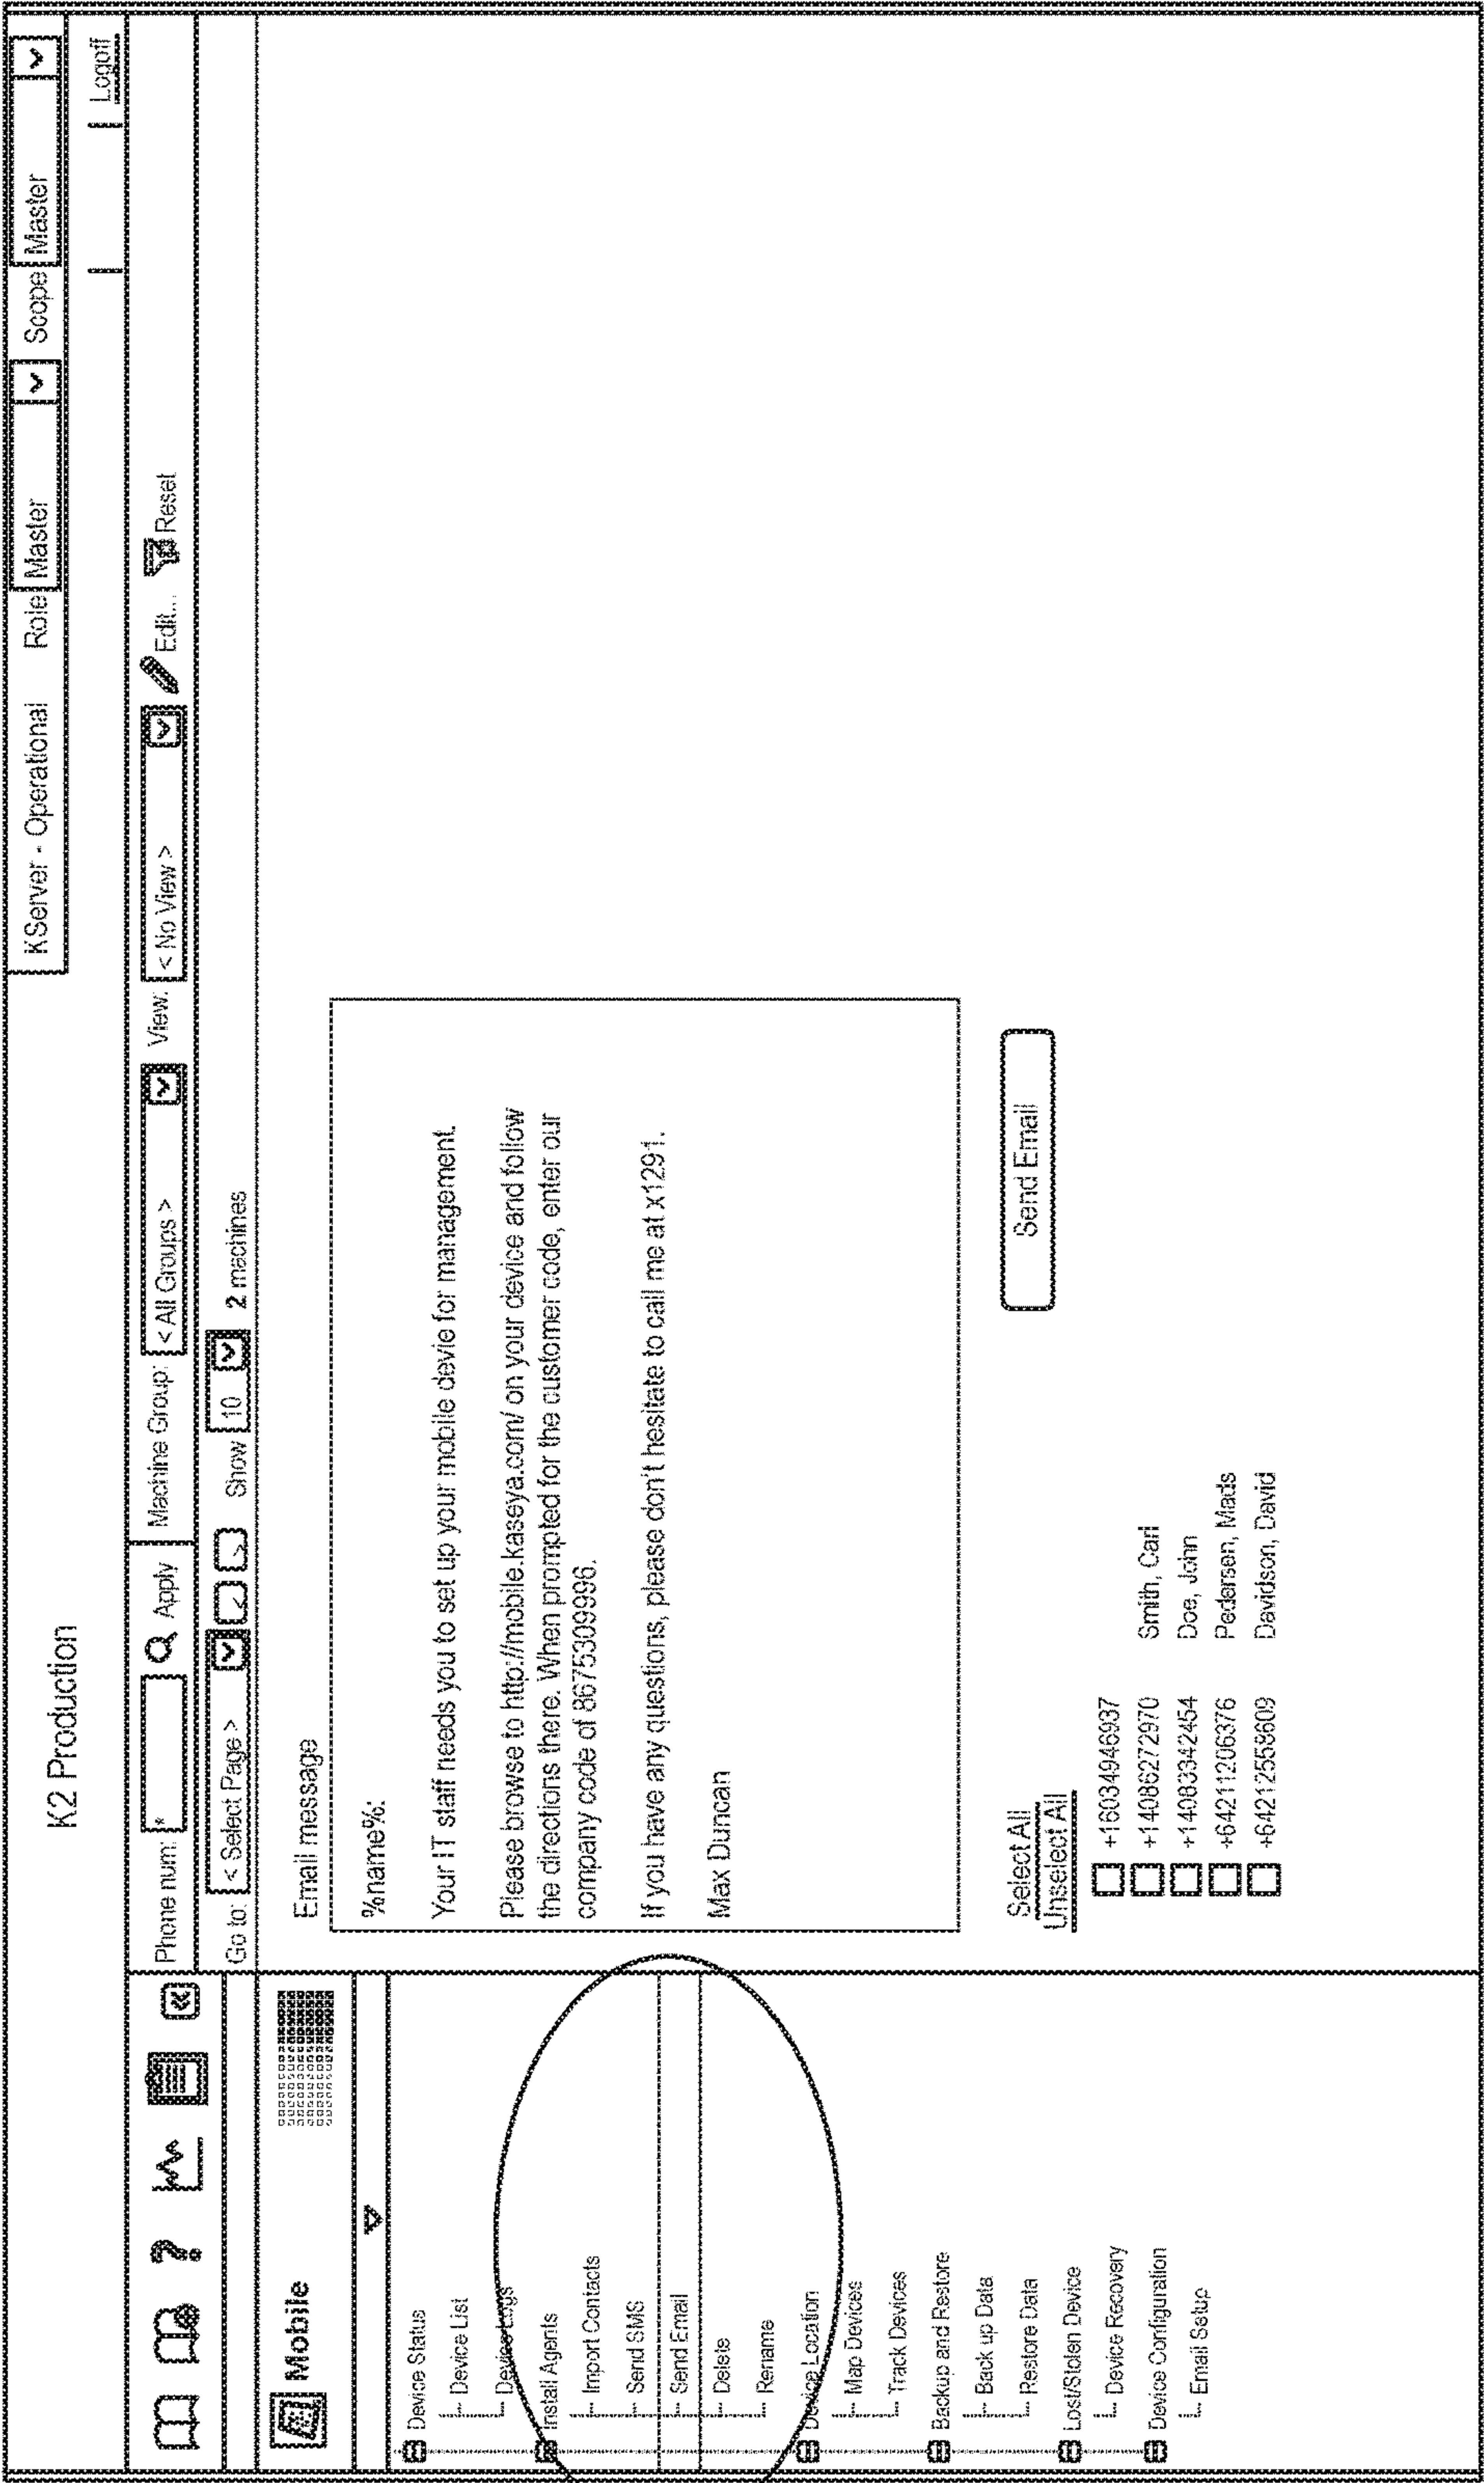 K2 Production
KServer - Operational Role Master Scope Master
Logoff
Phone num: * Apply Machine Group: < All Groups > View: < No View > Edit... Reset
Go to: < Select Page > < > Show 10 2 machines
Mobile
Device Status
Device List
Device Logs
Install Agents
Import Contacts
Send SMS
Send Email
Delete
Rename
Device Location
Map Devices
Track Devices
Backup and Restore
Back up Data
Restore Data
Lost/Stolen Device
Device Recovery
Device Configuration
Email Setup
Email message
%name%:
Your IT staff needs you to set up your mobile devie for management.
Please browse to http://mobile.kaseya.com/ on your device and follow
the directions there. When prompted for the customer code, enter our
company code of 8675309996.
If you have any questions, please don't hesitate to call me at x1291.
Max Duncan
Send Email
Select All
Unselect All
+16034946937
+14086272970 Smith, Carl
+14083342454 Doe, John
+64211206376 Pedersen, Mads
+6421258609 Davidson, David